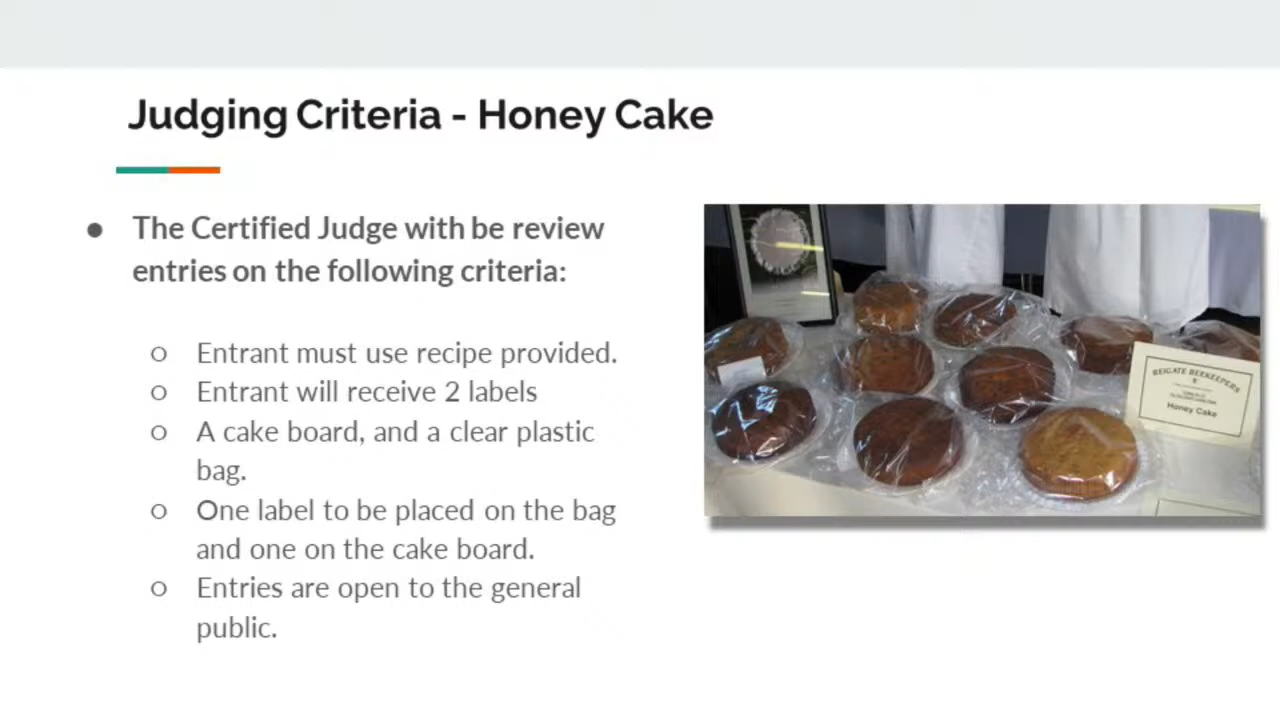 Judging Criteria - Honey Cake
● The Certified Judge with be review
entries on the following criteria:
○ Entrant must use recipe provided.
○ Entrant will receive 2 labels
○ A cake board, and a clear plastic
bag.
○ One label to be placed on the bag
and one on the cake board.
○ Entries are open to the general
public.
REIGATE BEEKEEPERS
Honey Cake